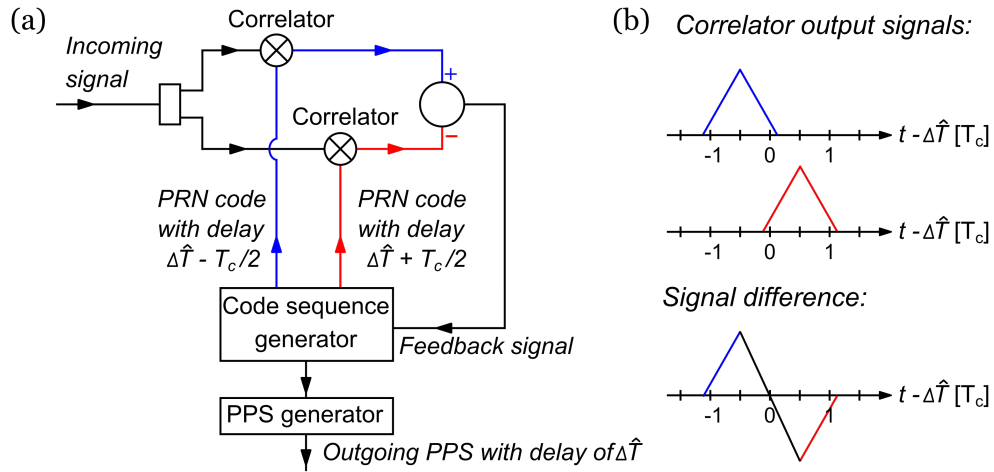 (a)
Correlator
Incoming
signal
+
Correlator
−
PRN code
with delay
ΔT̂ - T_c/2
PRN code
with delay
ΔT̂ + T_c/2
Code sequence
generator
Feedback signal
PPS generator
Outgoing PPS with delay of ΔT̂
(b)
Correlator output signals:
t - ΔT̂ [T_c]
-1 0 1
t - ΔT̂ [T_c]
-1 0 1
Signal difference:
t - ΔT̂ [T_c]
-1 0 1